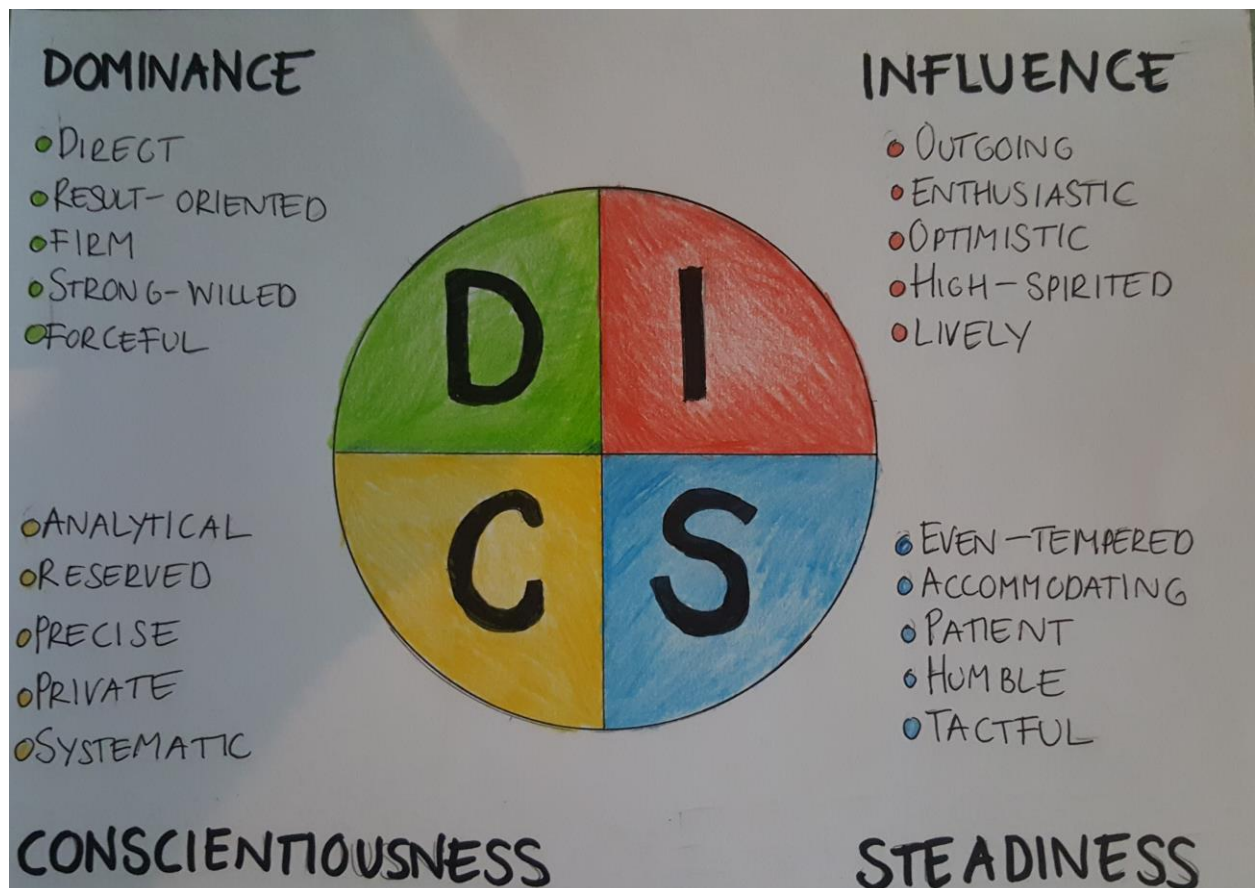 DOMINANCE
• DIRECT
• RESULT-ORIENTED
• FIRM
• STRONG-WILLED
• FORCEFUL
INFLUENCE
• OUTGOING
• ENTHUSIASTIC
• OPTIMISTIC
• HIGH-SPIRITED
• LIVELY
D
I
C
S
• ANALYTICAL
• RESERVED
• PRECISE
• PRIVATE
• SYSTEMATIC
CONSCIENTIOUSNESS
• EVEN-TEMPERED
• ACCOMMODATING
• PATIENT
• HUMBLE
• TACTFUL
STEADINESS